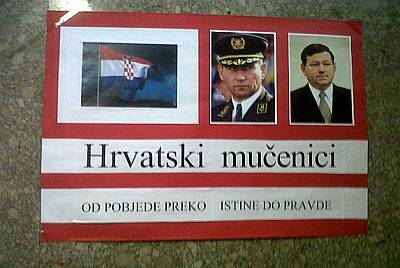 Hrvatski mučenici
OD POBJEDE PREKO ISTINE DO PRAVDE